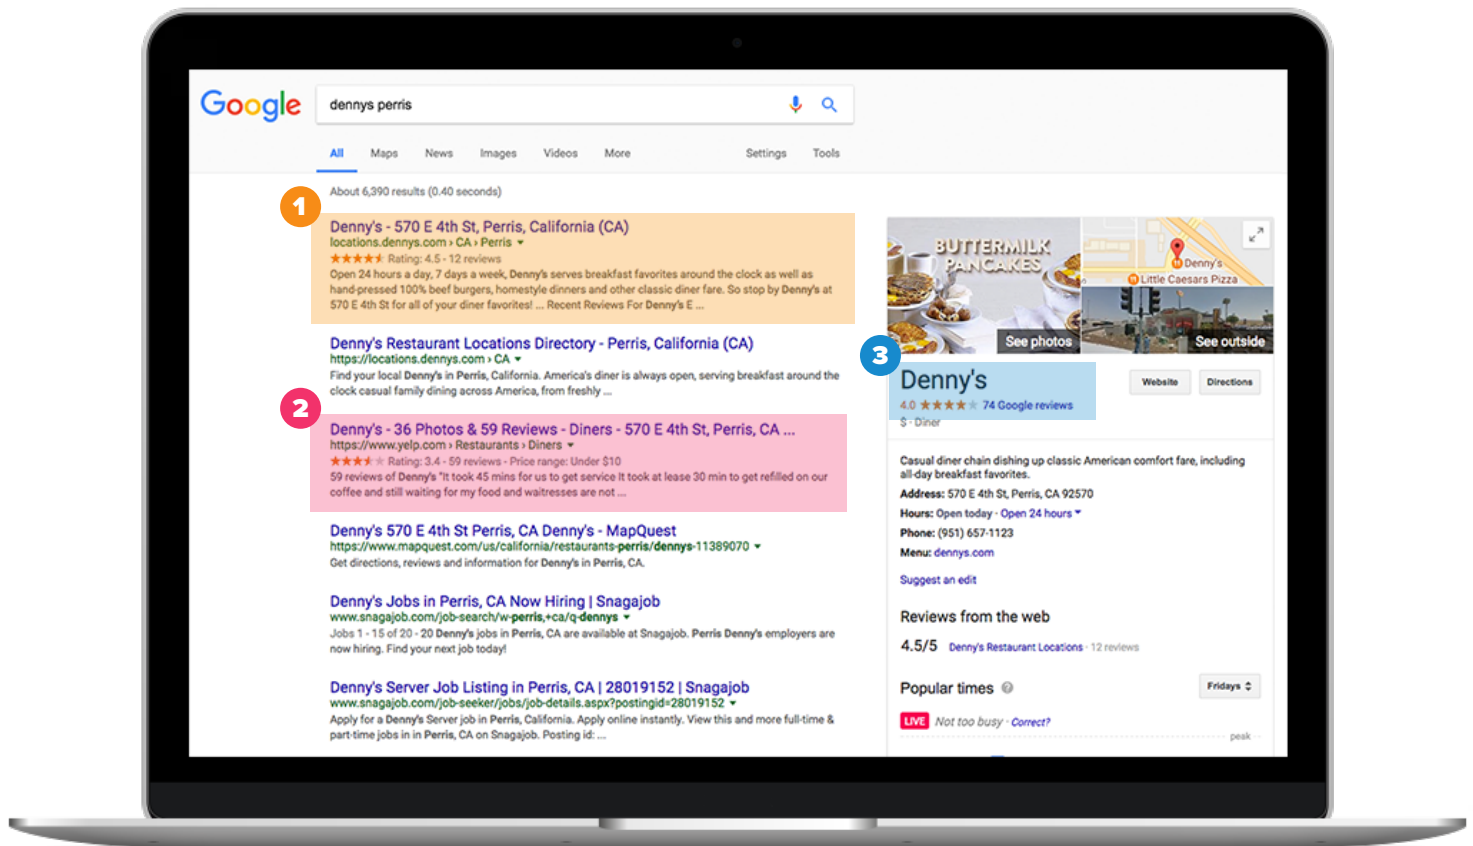 Google
dennys perris
All Maps News Images Videos More Settings Tools
About 6,390 results (0.40 seconds)
1
Denny's - 570 E 4th St, Perris, California (CA)
locations.dennys.com › CA › Perris
Rating: 4.5 - 12 reviews
Open 24 hours a day, 7 days a week, Denny's serves breakfast favorites around the clock as well as
hand-pressed 100% beef burgers, homestyle dinners and other classic diner fare. So stop by Denny's at
570 E 4th St for all of your diner favorites! ... Recent Reviews For Denny's E ...
Denny's Restaurant Locations Directory - Perris, California (CA)
https://locations.dennys.com › CA
Find your local Denny's in Perris, California. America's diner is always open, serving breakfast around the
clock casual family dining across America, from freshly ...
2
Denny's - 36 Photos & 59 Reviews - Diners - 570 E 4th St, Perris, CA ...
https://www.yelp.com › Restaurants › Diners
Rating: 3.4 - 59 reviews - Price range: Under $10
59 reviews of Denny's "It took 45 mins for us to get service It took at lease 30 min to get refilled on our
coffee and still waiting for my food and waitresses are not ...
Denny's 570 E 4th St Perris, CA Denny's - MapQuest
https://www.mapquest.com/us/california/restaurants-perris/dennys-11389070
Get directions, reviews and information for Denny's in Perris, CA.
Denny's Jobs in Perris, CA Now Hiring | Snagajob
www.snagajob.com/job-search/w-perris,+ca/q-dennys
Jobs 1 - 15 of 20 - 20 Denny's jobs in Perris, CA are available at Snagajob. Perris Denny's employers are
now hiring. Find your next job today!
Denny's Server Job Listing in Perris, CA | 28019152 | Snagajob
www.snagajob.com/job-seeker/jobs/job-details.aspx?postingid=28019152
Apply for a Denny's Server job in Perris, California. Apply online instantly. View this and more full-time &
part-time jobs in in Perris, CA on Snagajob. Posting id: ...
BUTTERMILK
PANCAKES
See photos
Denny's
Little Caesars Pizza
See outside
3
Denny's
Website Directions
4.0 74 Google reviews
$ · Diner
Casual diner chain dishing up classic American comfort fare, including
all-day breakfast favorites.
Address: 570 E 4th St, Perris, CA 92570
Hours: Open today · Open 24 hours
Phone: (951) 657-1123
Menu: dennys.com
Suggest an edit
Reviews from the web
4.5/5 Denny's Restaurant Locations · 12 reviews
Popular times ? Fridays
LIVE Not too busy · Correct?
peak